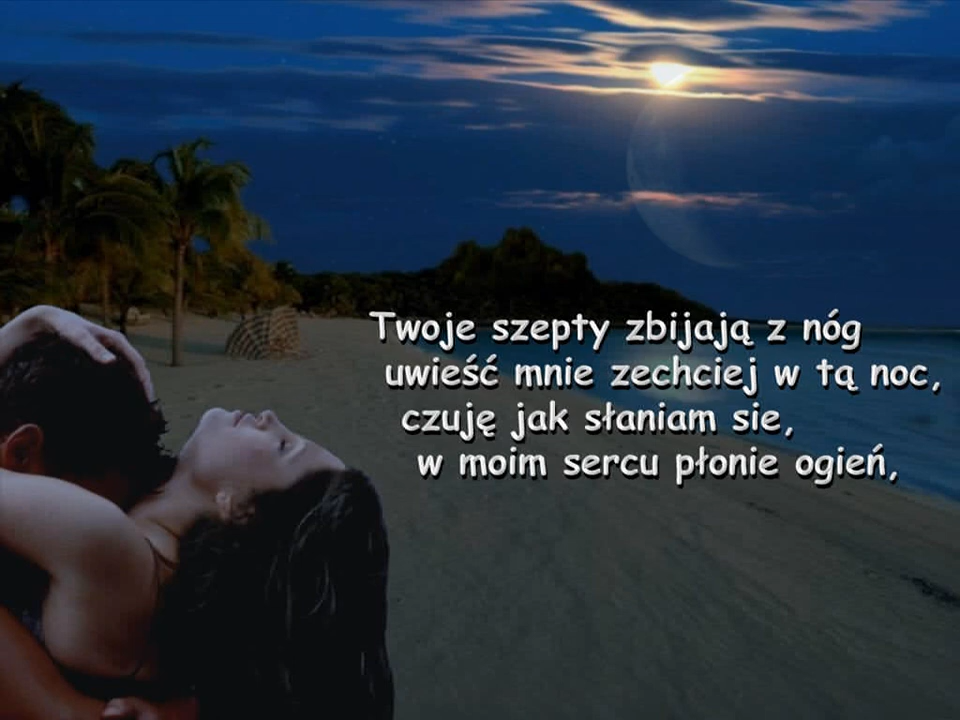 Twoje szepty zbijają z nóg
uwieść mnie zechciej w tą noc,
czuję jak słaniam sie,
w moim sercu płonie ogień,